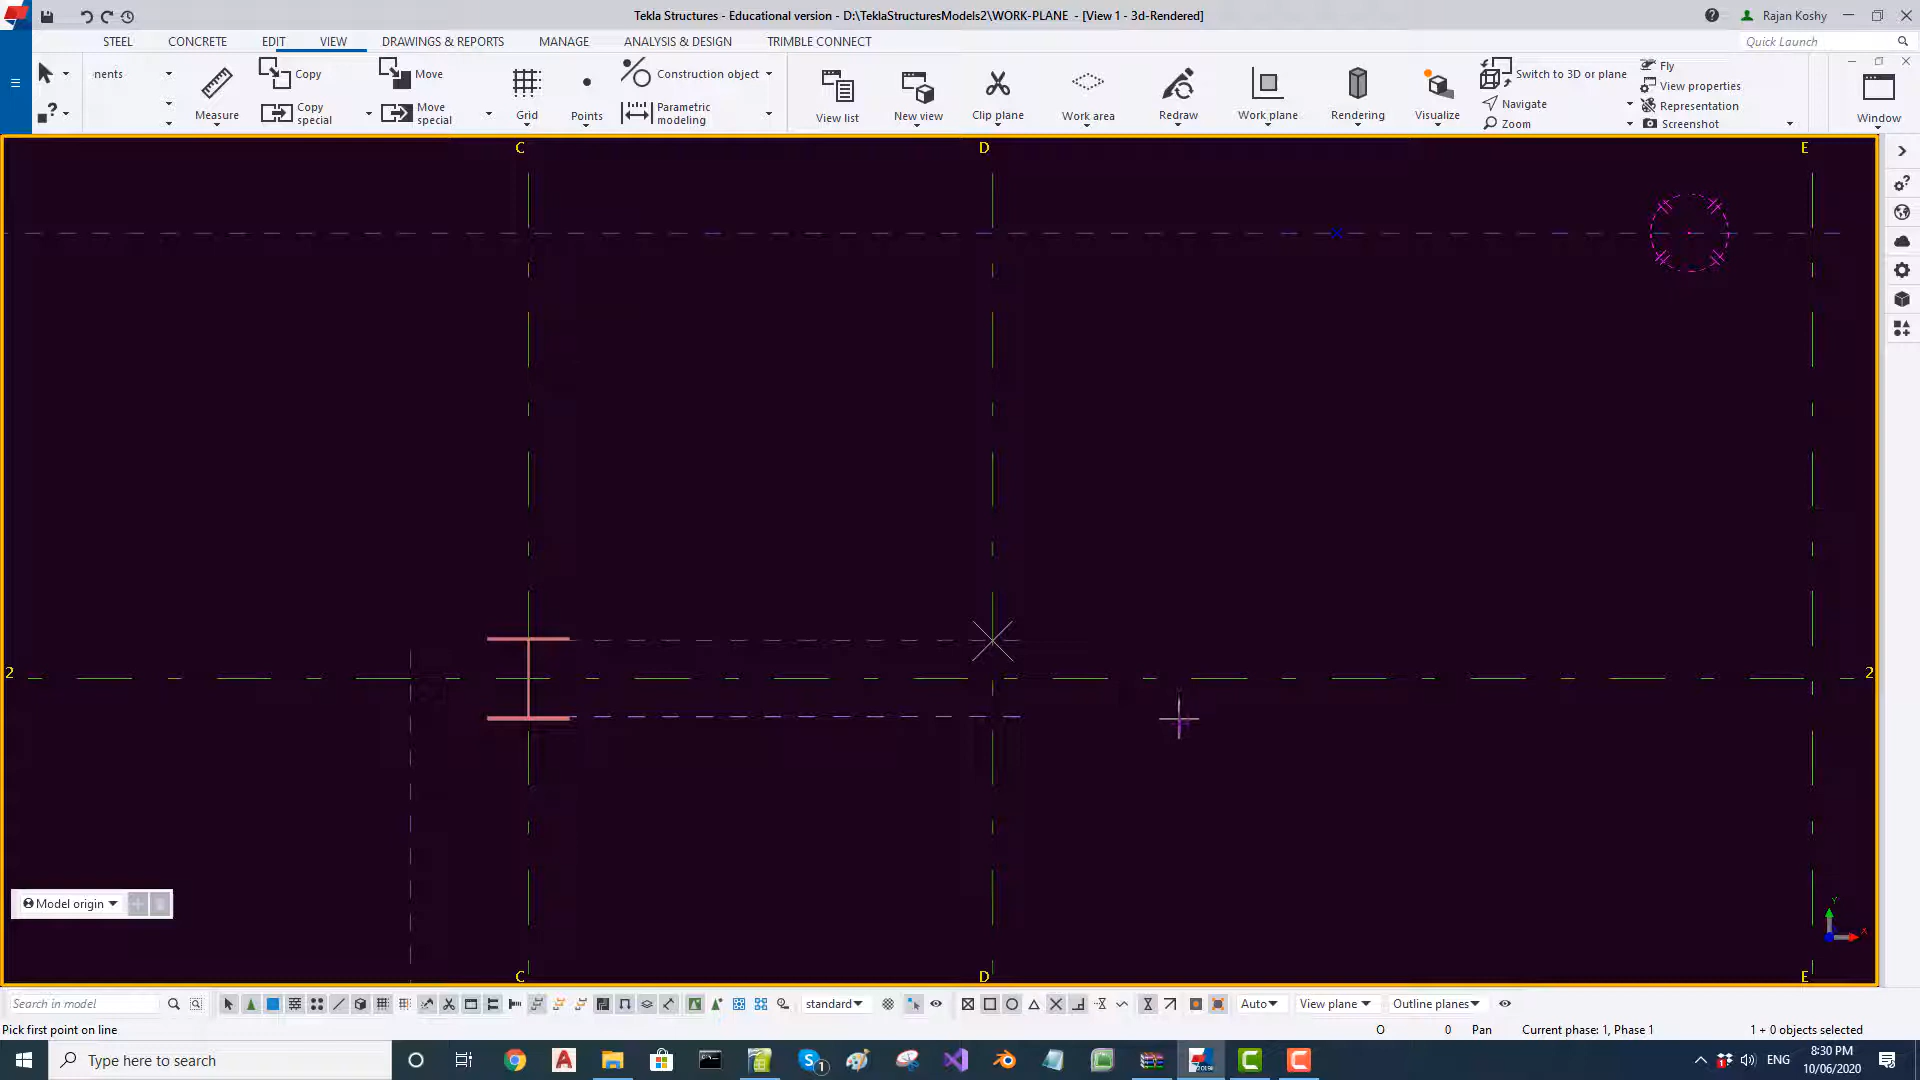 Tekla Structures - Educational version - D:\TeklaStructuresModels2\WORK-PLANE - [View 1 - 3d-Rendered]
Rajan Koshy
STEEL CONCRETE EDIT VIEW DRAWINGS & REPORTS MANAGE ANALYSIS & DESIGN TRIMBLE CONNECT
Quick Launch
nents
Measure
Copy
Copy special
Move
Move special
Grid
Points
Construction object
Parametric modeling
View list
New view
Clip plane
Work area
Redraw
Work plane
Rendering
Visualize
Switch to 3D or plane
Navigate
Zoom
Fly
View properties
Representation
Screenshot
Window
C D E
2 2
Model origin
Y
X
C D E
Search in model
standard
Auto
View plane
Outline planes
Pick first point on line
O 0 Pan Current phase: 1, Phase 1 1 + 0 objects selected
Type here to search
ENG
8:30 PM
10/06/2020